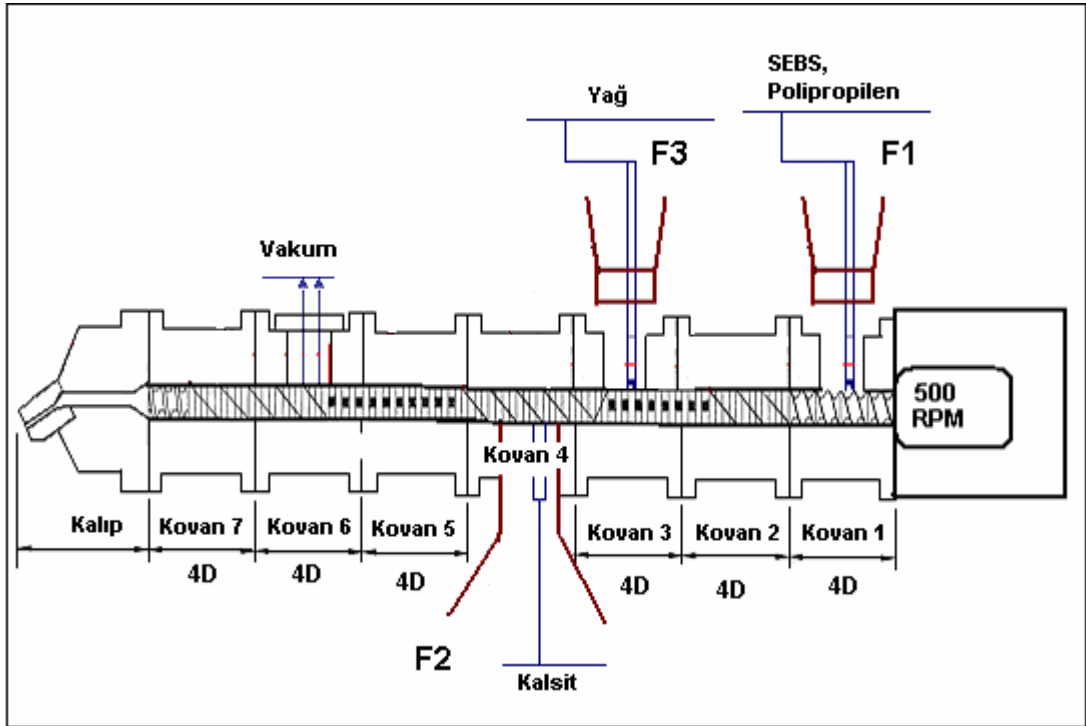 SEBS,
Polipropilen
Yağ
F3
F1
Vakum
500
RPM
Kovan 4
Kalıp
Kovan 7
Kovan 6
Kovan 5
Kovan 3
Kovan 2
Kovan 1
4D
4D
4D
4D
4D
4D
F2
Kalsit